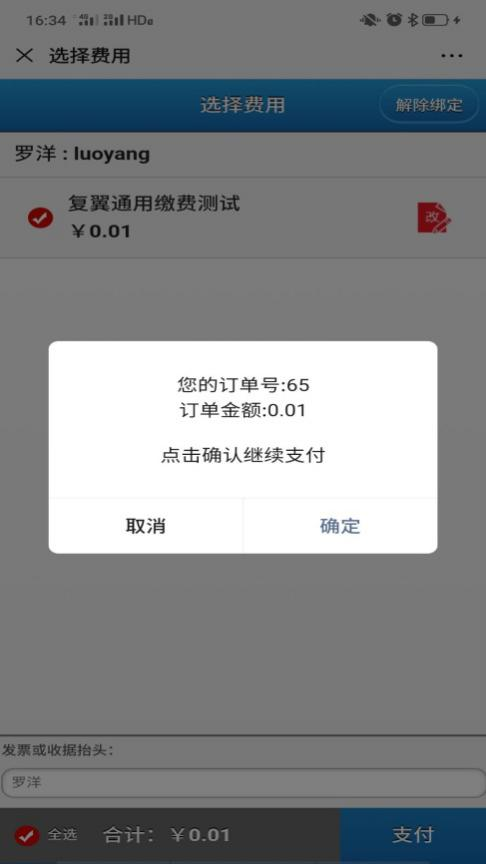 16:34 4G 2G HD
选择费用
选择费用
解除绑定
罗洋 : luoyang
复翼通用缴费测试
￥0.01
改
您的订单号:65
订单金额:0.01
点击确认继续支付
取消
确定
发票或收据抬头:
罗洋
全选
合计: ￥0.01
支付